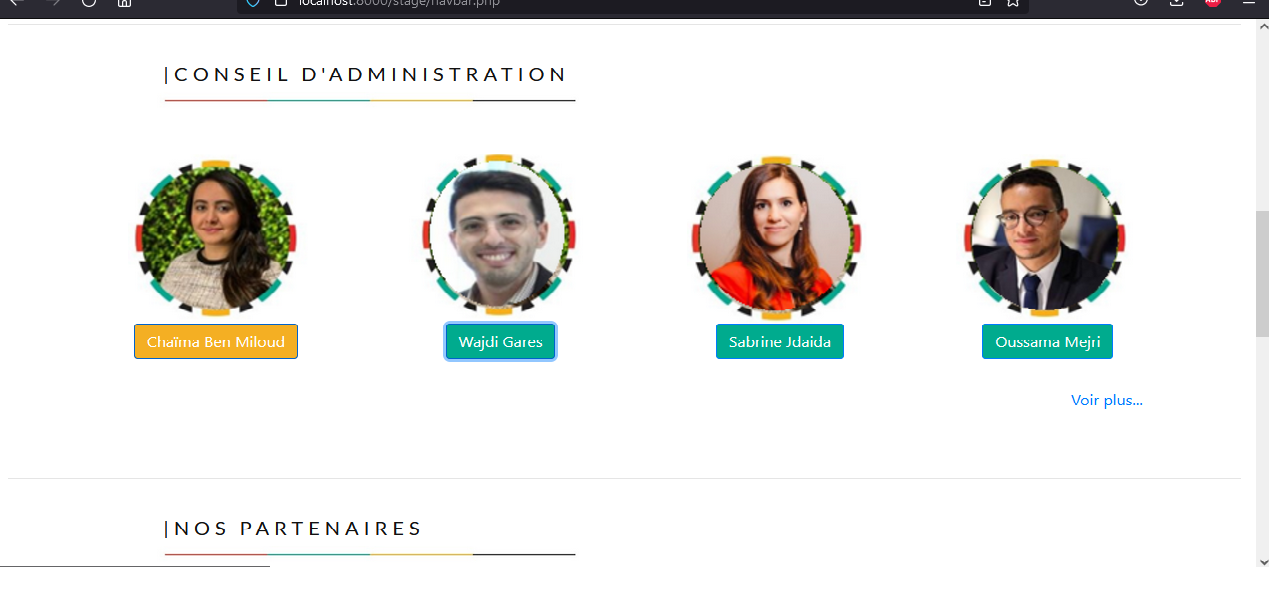 localhost:8000/stage/navbar.php
CONSEIL D'ADMINISTRATION
Chaïma Ben Miloud
Wajdi Gares
Sabrine Jdaida
Oussama Mejri
Voir plus...
NOS PARTENAIRES